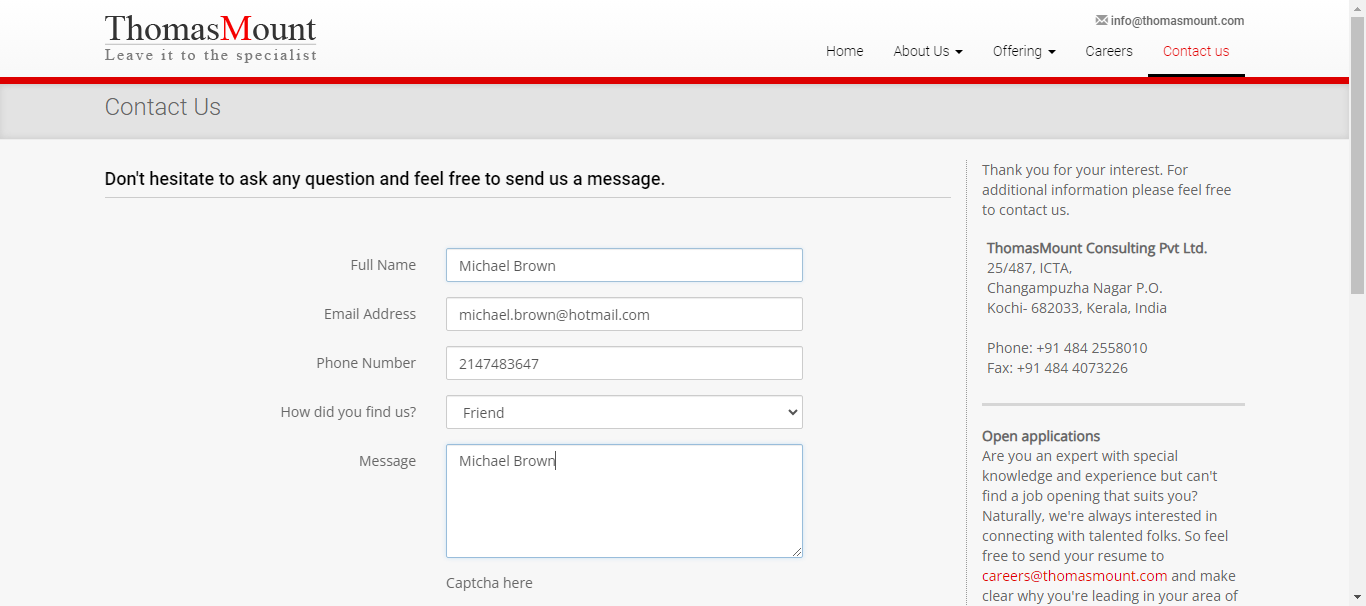 ThomasMount
Leave it to the specialist
info@thomasmount.com
Home About Us Offering Careers Contact us
Contact Us
Don't hesitate to ask any question and feel free to send us a message.
Full Name Michael Brown
Email Address michael.brown@hotmail.com
Phone Number 2147483647
How did you find us? Friend
Message Michael Brown
Captcha here
Thank you for your interest. For
additional information please feel free
to contact us.
ThomasMount Consulting Pvt Ltd.
25/487, ICTA,
Changampuzha Nagar P.O.
Kochi- 682033, Kerala, India
Phone: +91 484 2558010
Fax: +91 484 4073226
Open applications
Are you an expert with special
knowledge and experience but can't
find a job opening that suits you?
Naturally, we're always interested in
connecting with talented folks. So feel
free to send your resume to
careers@thomasmount.com and make
clear why you're leading in your area of